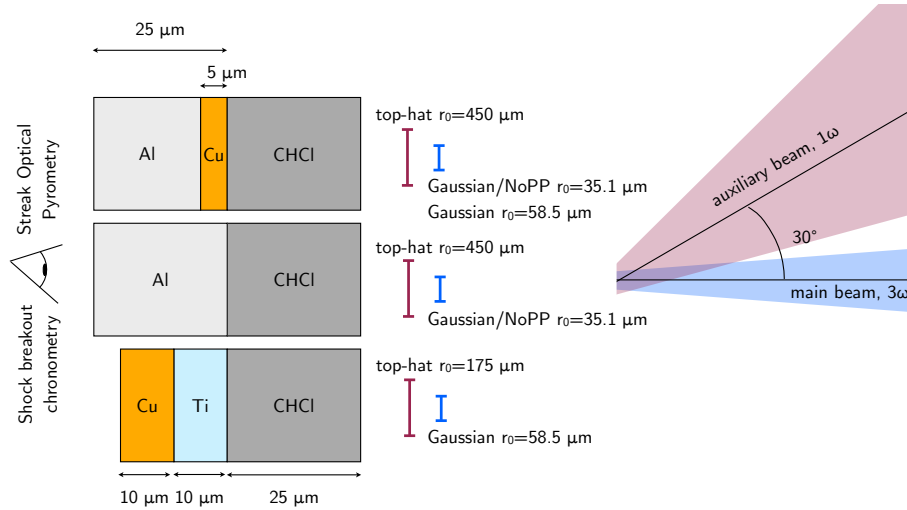 25 μm
5 μm
Al
Cu
CHCl
top-hat r₀=450 μm
Gaussian/NoPP r₀=35.1 μm
Gaussian r₀=58.5 μm
Streak Optical
Pyrometry
Al
CHCl
top-hat r₀=450 μm
Gaussian/NoPP r₀=35.1 μm
Shock breakout
chronometry
Cu
Ti
CHCl
top-hat r₀=175 μm
Gaussian r₀=58.5 μm
10 μm
10 μm
25 μm
auxiliary beam, 1ω
30°
main beam, 3ω